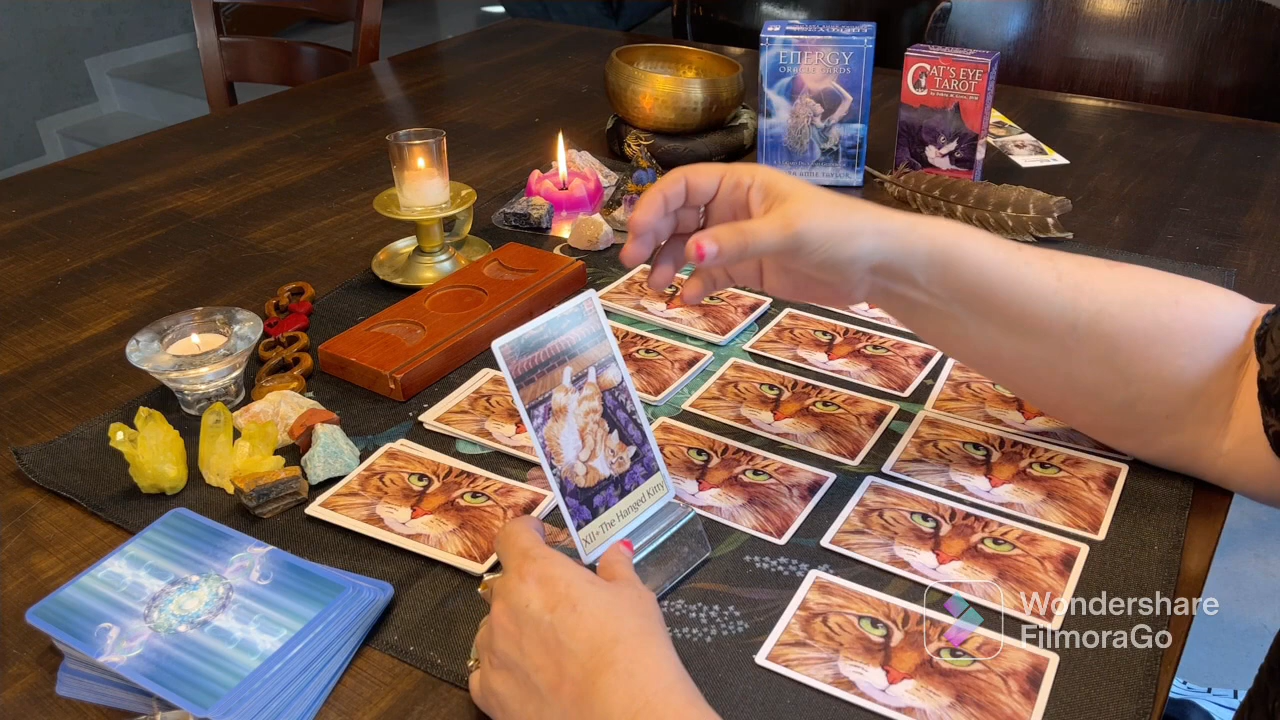 ENERGY
ORACLE CARDS
CAT'S EYE
TAROT
XII • The Hanged Kitty
Wondershare
FilmoraGo